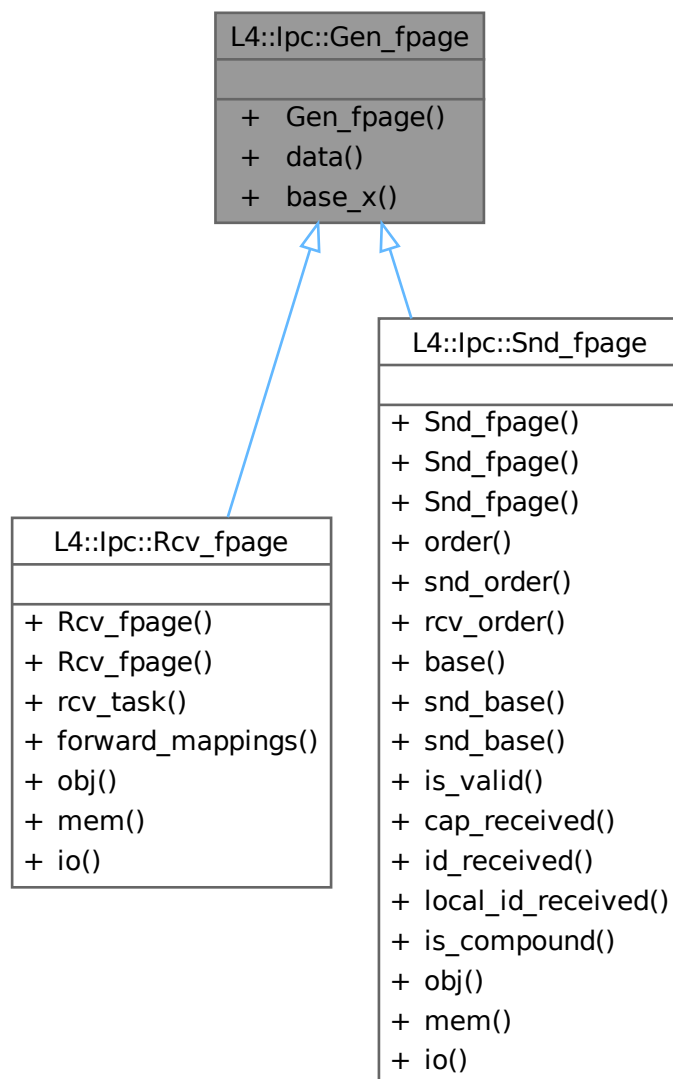 L4::Ipc::Gen_fpage
+ Gen_fpage()
+ data()
+ base_x()
L4::Ipc::Rcv_fpage
+ Rcv_fpage()
+ Rcv_fpage()
+ rcv_task()
+ forward_mappings()
+ obj()
+ mem()
+ io()
L4::Ipc::Snd_fpage
+ Snd_fpage()
+ Snd_fpage()
+ Snd_fpage()
+ order()
+ snd_order()
+ rcv_order()
+ base()
+ snd_base()
+ snd_base()
+ is_valid()
+ cap_received()
+ id_received()
+ local_id_received()
+ is_compound()
+ obj()
+ mem()
+ io()